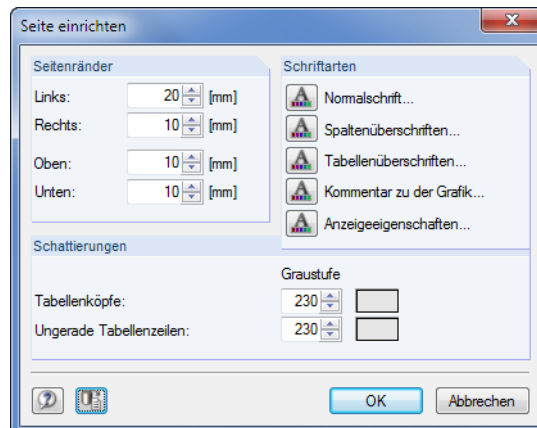 Seite einrichten
Seitenränder
Links: 20 [mm]
Rechts: 10 [mm]
Oben: 10 [mm]
Unten: 10 [mm]
Schriftarten
Normalschrift...
Spaltenüberschriften...
Tabellenüberschriften...
Kommentar zu der Grafik...
Anzeigeeigenschaften...
Schattierungen
Graustufe
Tabellenköpfe: 230
Ungerade Tabellenzeilen: 230
OK
Abbrechen